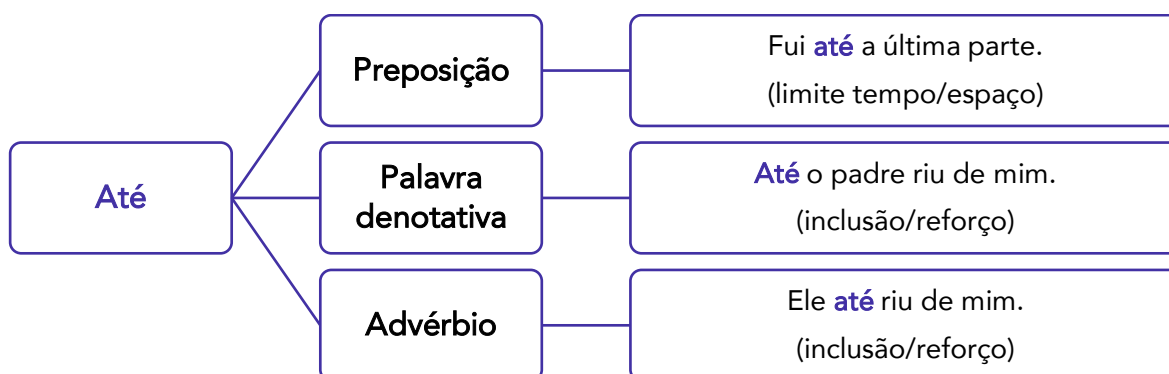 Até
Preposição
Fui até a última parte.
(limite tempo/espaço)
Palavra
denotativa
Até o padre riu de mim.
(inclusão/reforço)
Advérbio
Ele até riu de mim.
(inclusão/reforço)